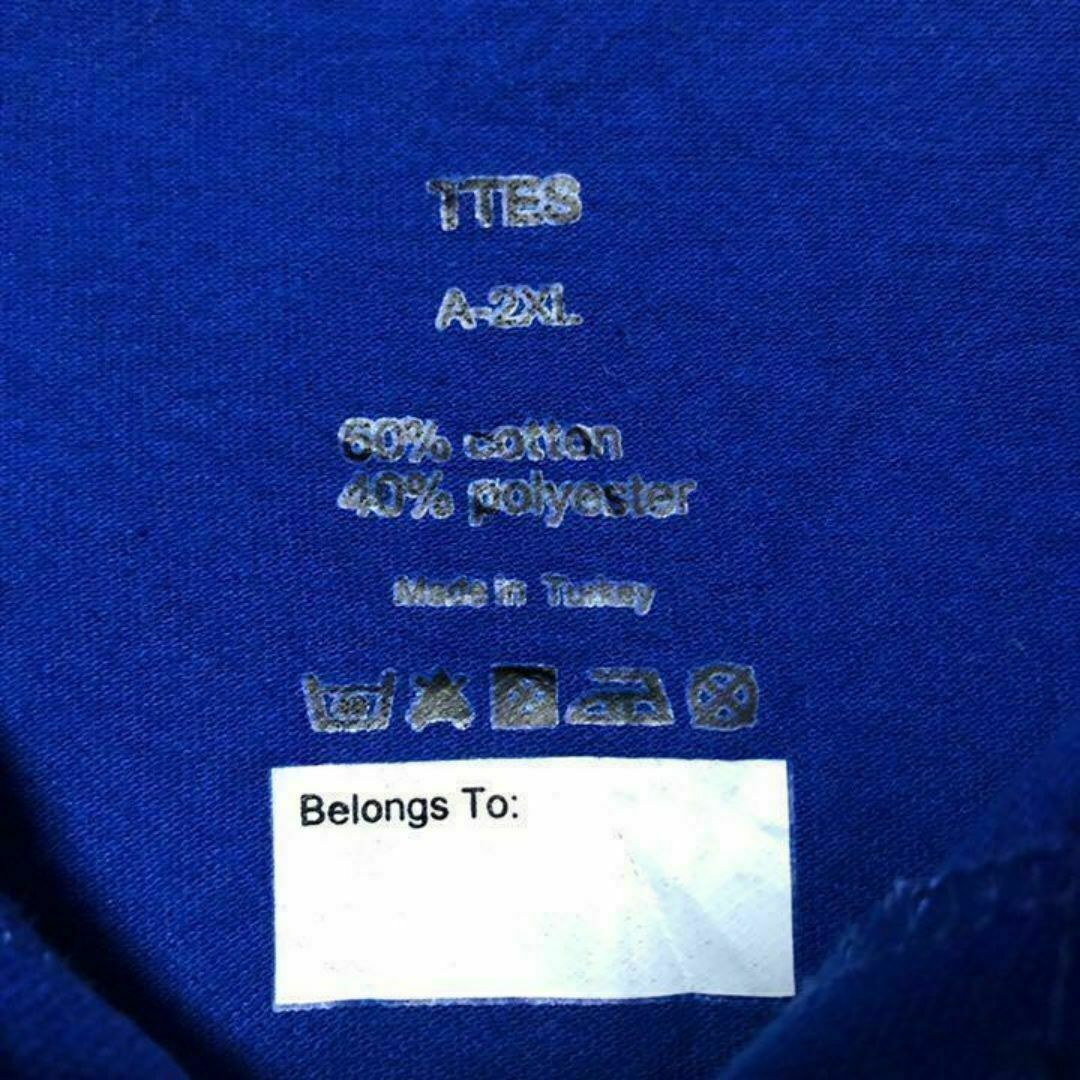 TTES
A-2XL
60% cotton
40% polyester
Made in Turkey
Belongs To: